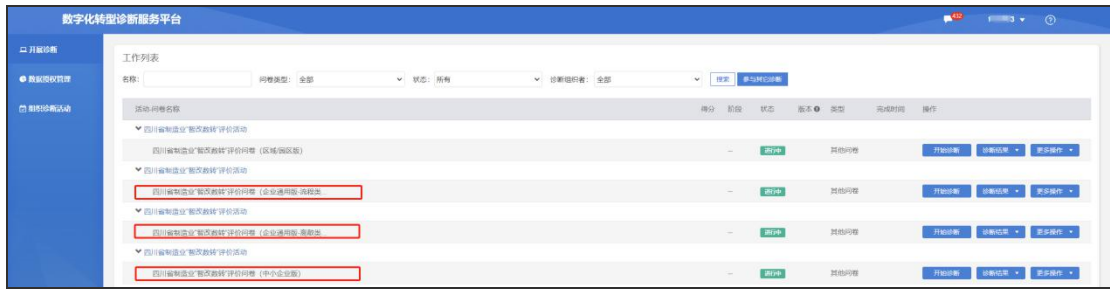 数字化转型诊断服务平台
432
开展诊断
数据授权管理
组织诊断活动
工作列表
名称: 问卷类型: 全部 状态: 所有 诊断组织者: 全部 搜索 参与其它诊断
活动-问卷名称 得分 阶段 状态 版本 类型 完成时间 操作
四川省制造业“智改数转”评价活动
四川省制造业“智改数转”评价问卷 (区域/园区版) -- 进行中 其他问卷 开始诊断 诊断结果 更多操作
四川省制造业“智改数转”评价活动
四川省制造业“智改数转”评价问卷 (企业通用版-流程类... -- 进行中 其他问卷 开始诊断 诊断结果 更多操作
四川省制造业“智改数转”评价活动
四川省制造业“智改数转”评价问卷 (企业通用版-离散类... -- 进行中 其他问卷 开始诊断 诊断结果 更多操作
四川省制造业“智改数转”评价活动
四川省制造业“智改数转”评价问卷 (中小企业版) -- 进行中 其他问卷 开始诊断 诊断结果 更多操作